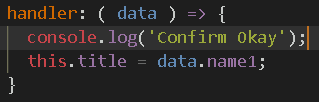 handler: ( data ) => {
console.log('Confirm Okay');
this.title = data.name1;
}